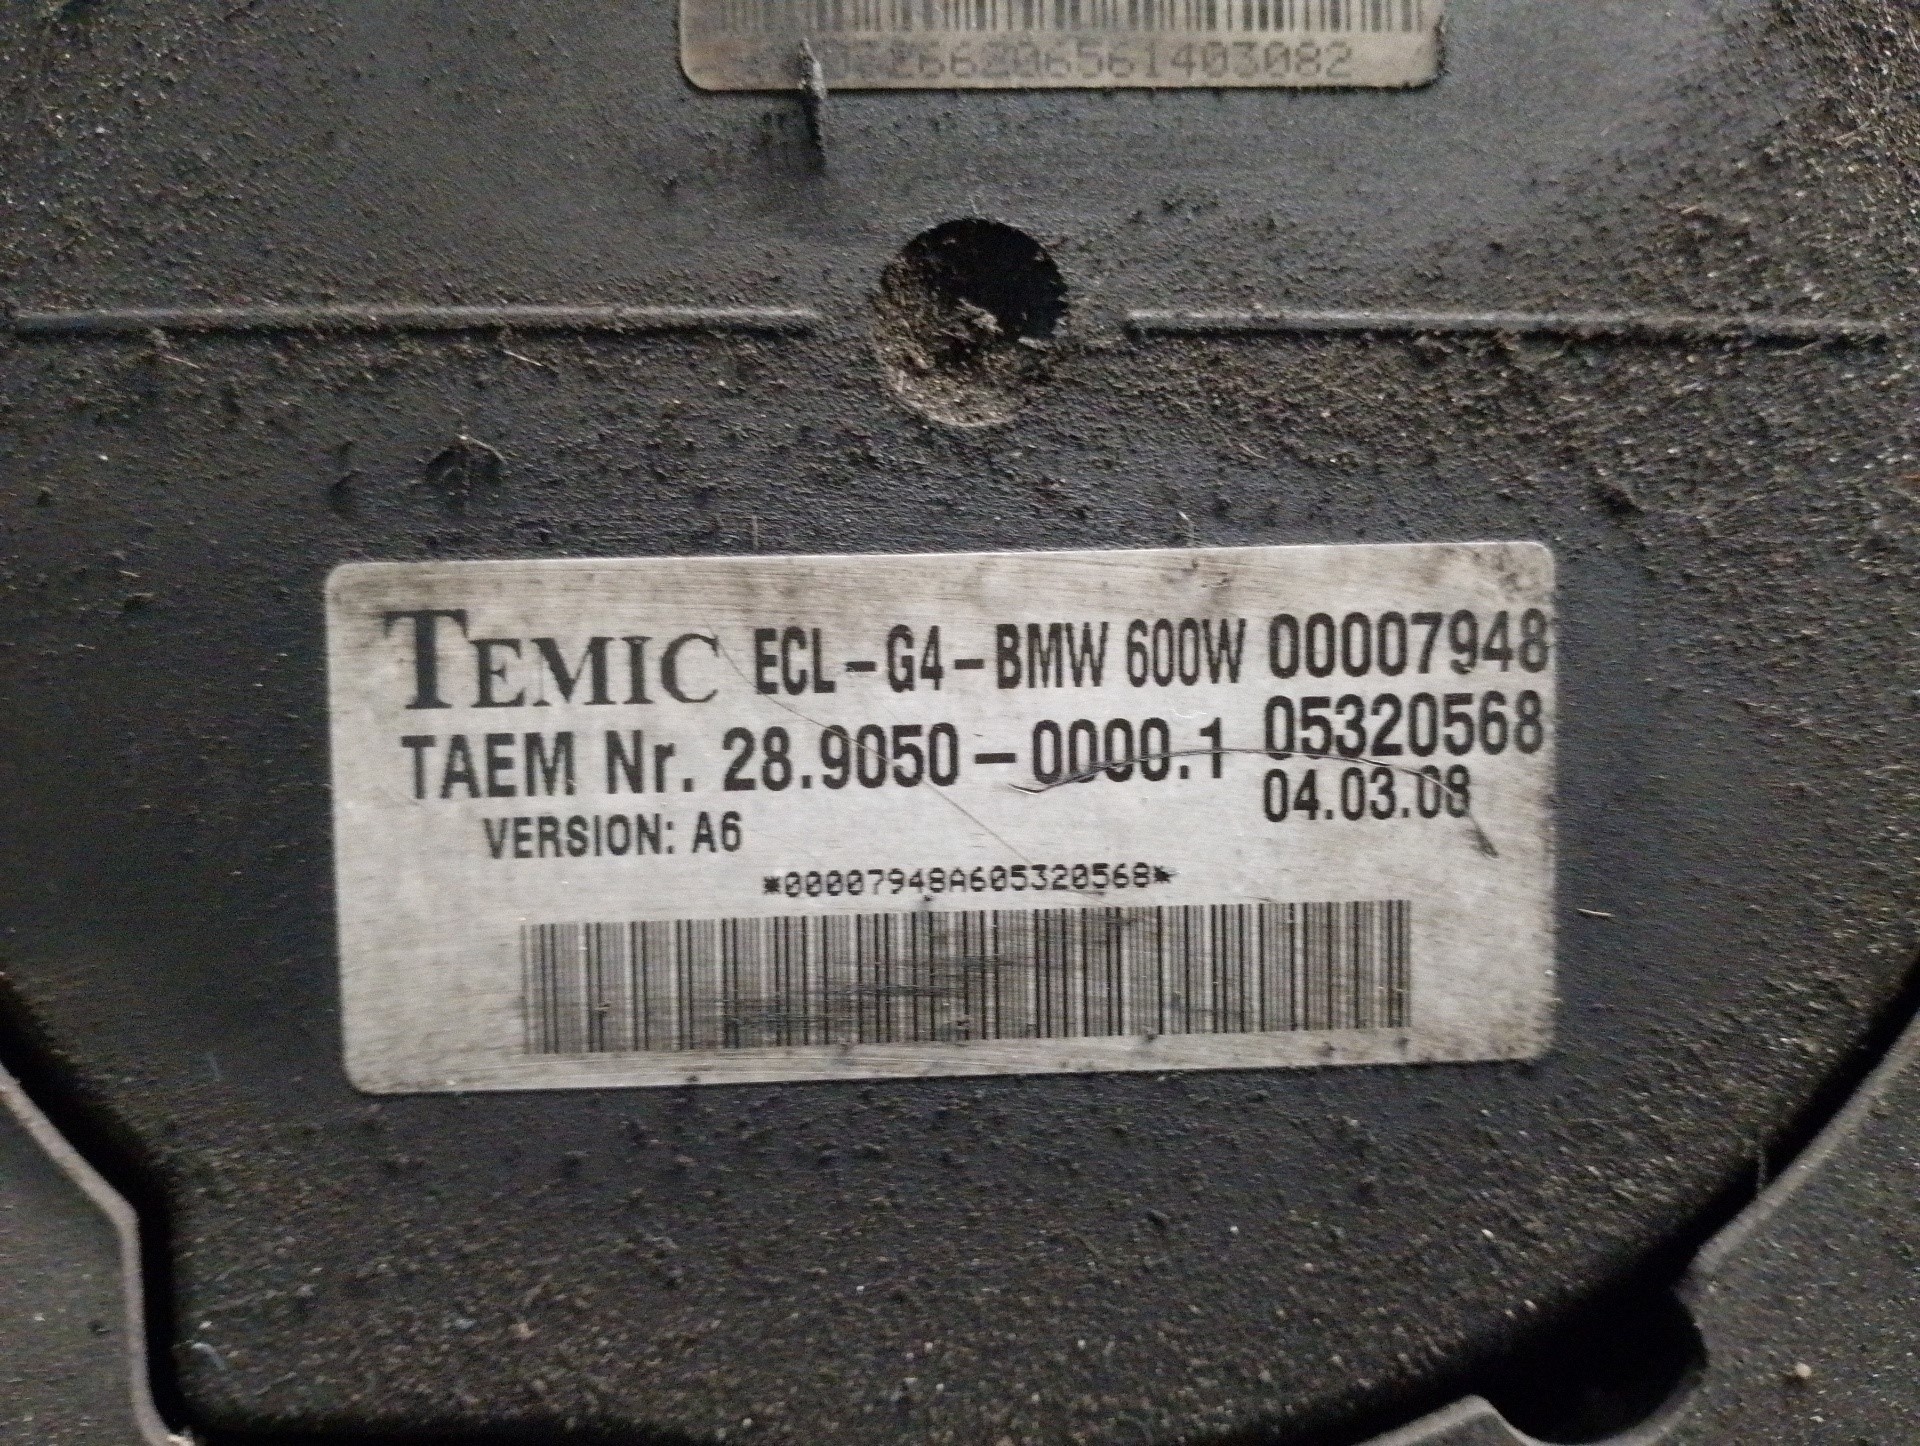 266206561403082
TEMIC ECL-G4-BMW 600W 00007948
TAEM Nr. 28.9050-0000.1 05320568
VERSION: A6 04.03.08
*00007948A605320568*